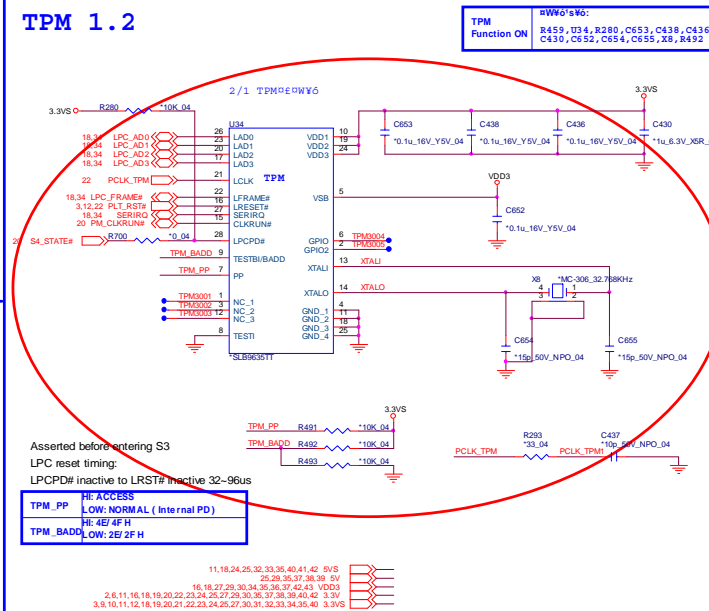 TPM 1.2
TPM
Function ON
R459,U34,R280,C653,C438,C436
C430,C652,C654,C655,X8,R492
2/1 TPM
3.3VS
R280
*10K_04
U34
18,34 LPC_AD0
26
LAD0
18,34 LPC_AD1
23
LAD1
18,34 LPC_AD2
20
LAD2
18,34 LPC_AD3
17
LAD3
22 PCLK_TPM
21
LCLK
TPM
18,34 LPC_FRAME#
22
LFRAME#
3,12,22 PLT_RST#
16
LRESET#
18,34 SERIRQ
27
SERIRQ
20 PM_CLKRUN#
15
CLKRUN#
S4_STATE#
R700
*0_04
28
LPCPD#
TPM_BADD
9
TESTBI/BADD
TPM_PP
7
PP
TPM3001
1
NC_1
TPM3002
3
NC_2
TPM3003
12
NC_3
8
TESTI
*SLB9635TT
VDD1
10
VDD2
19
VDD3
24
VSB
5
GPIO
6
TPM3004
GPIO2
2
TPM3005
XTALI
13
XTALI
XTALO
14
XTALO
GND_1
4
GND_2
11
GND_3
18
GND_4
25
3.3VS
C653
*0.1u_16V_Y5V_04
C438
*0.1u_16V_Y5V_04
C436
*0.1u_16V_Y5V_04
C430
*1u_6.3V_X5R_
VDD3
C652
*0.1u_16V_Y5V_04
X8
*MC-306_32.768KHz
4
3
1
2
C654
*15p_50V_NPO_04
C655
*15p_50V_NPO_04
3.3VS
TPM_PP
R491
*10K_04
TPM_BADD
R492
*10K_04
R493
*10K_04
PCLK_TPM
R293
*33_04
PCLK_TPM1
C437
*10p_50V_NPO_04
Asserted before entering S3
LPC reset timing:
LPCPD# inactive to LRST# inactive 32~96us
TPM_PP
HI: ACCESS
LOW: NORMAL ( Internal PD )
TPM_BADD
HI: 4E/ 4F H
LOW: 2E/ 2F H
11,18,24,25,32,33,35,40,41,42 5VS
25,29,35,37,38,39 5V
16,18,27,29,30,34,35,36,37,42,43 VDD3
2,6,11,16,18,19,20,22,23,24,25,27,29,30,35,37,38,39,40,42 3.3V
3,9,10,11,12,18,19,20,21,22,23,24,25,27,30,31,32,33,34,35,40 3.3VS